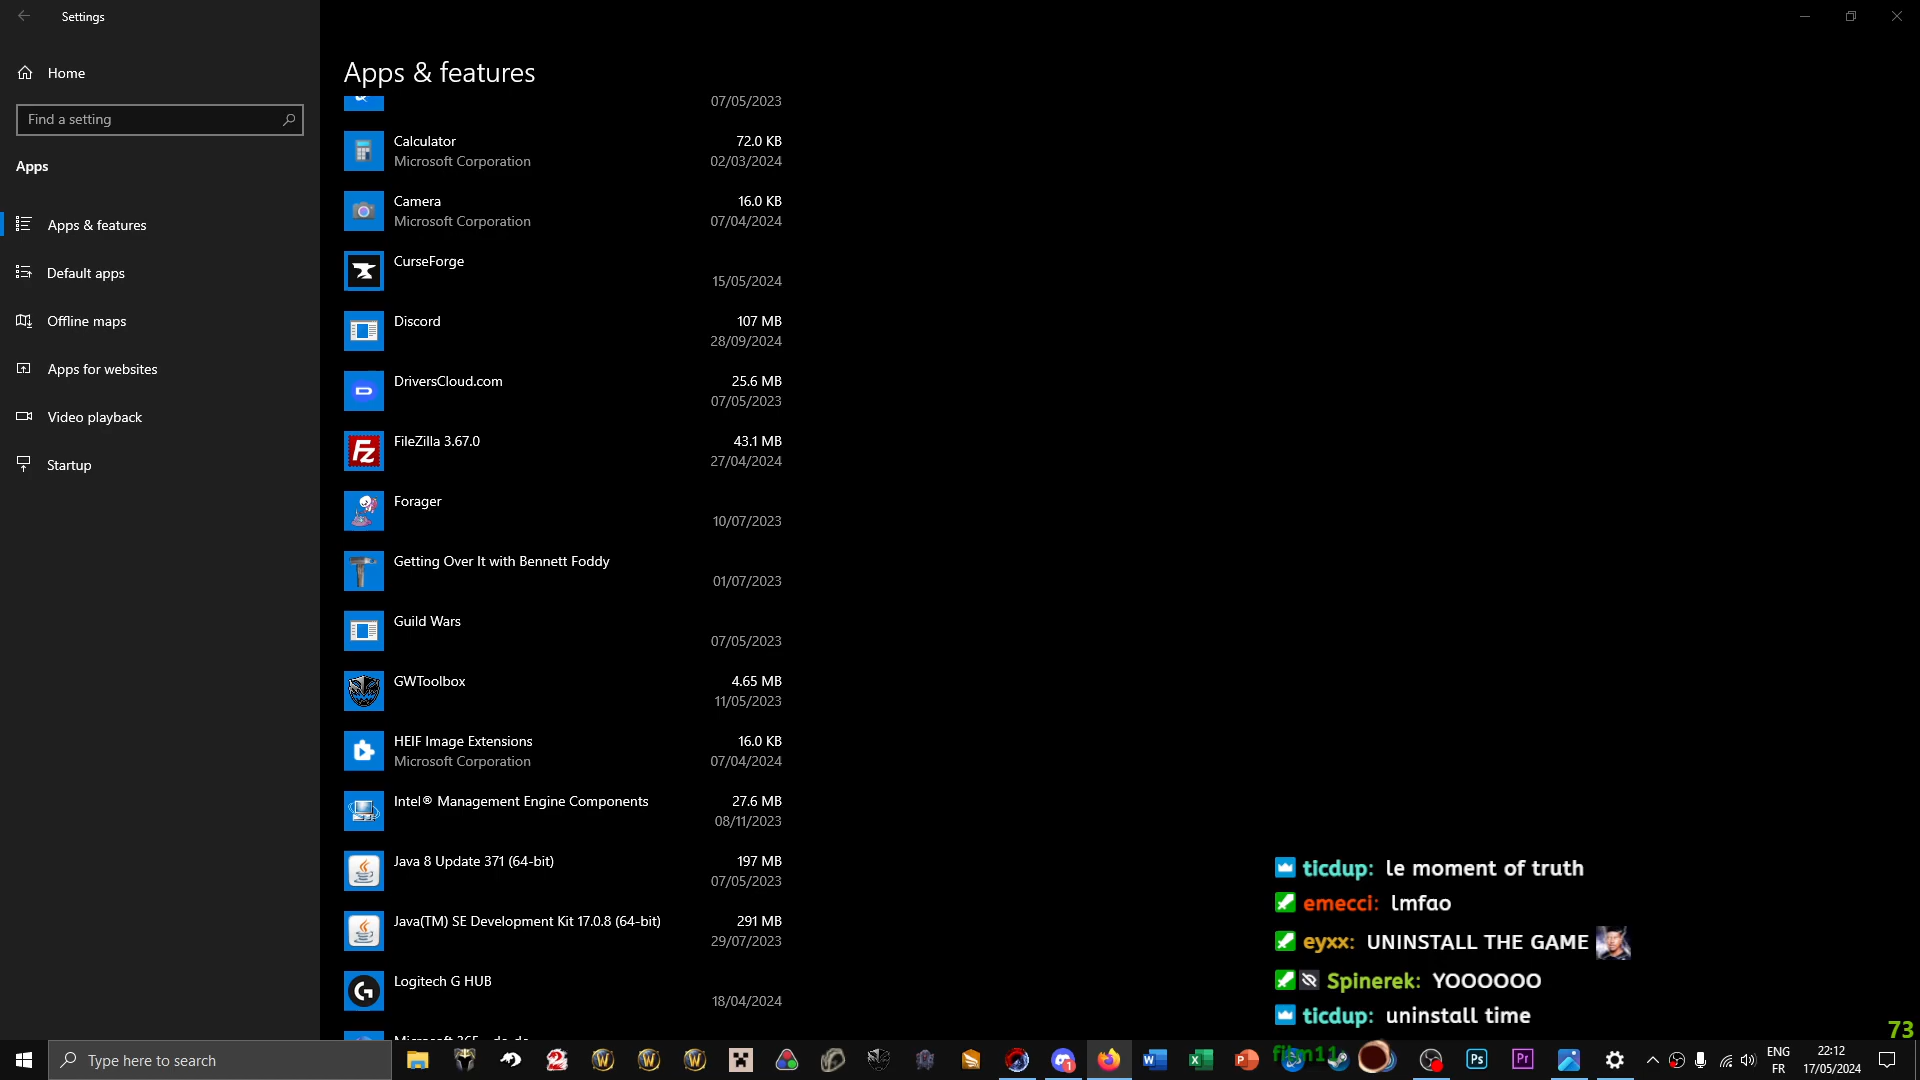 Settings
Home
Find a setting
Apps
Apps & features
Default apps
Offline maps
Apps for websites
Video playback
Startup
Apps & features
07/05/2023
Calculator 72.0 KB
Microsoft Corporation 02/03/2024
Camera 16.0 KB
Microsoft Corporation 07/04/2024
CurseForge
15/05/2024
Discord 107 MB
28/09/2024
DriversCloud.com 25.6 MB
07/05/2023
FileZilla 3.67.0 43.1 MB
27/04/2024
Forager
10/07/2023
Getting Over It with Bennett Foddy
01/07/2023
Guild Wars
07/05/2023
GWToolbox 4.65 MB
11/05/2023
HEIF Image Extensions 16.0 KB
Microsoft Corporation 07/04/2024
Intel® Management Engine Components 27.6 MB
08/11/2023
Java 8 Update 371 (64-bit) 197 MB
07/05/2023
Java(TM) SE Development Kit 17.0.8 (64-bit) 291 MB
29/07/2023
Logitech G HUB
18/04/2024
Microsoft 365 - de-de
ticdup: le moment of truth
emecci: lmfao
eyxx: UNINSTALL THE GAME
Spinerek: YOOOOOO
ticdup: uninstall time
73
Type here to search
ENG
FR
22:12
17/05/2024